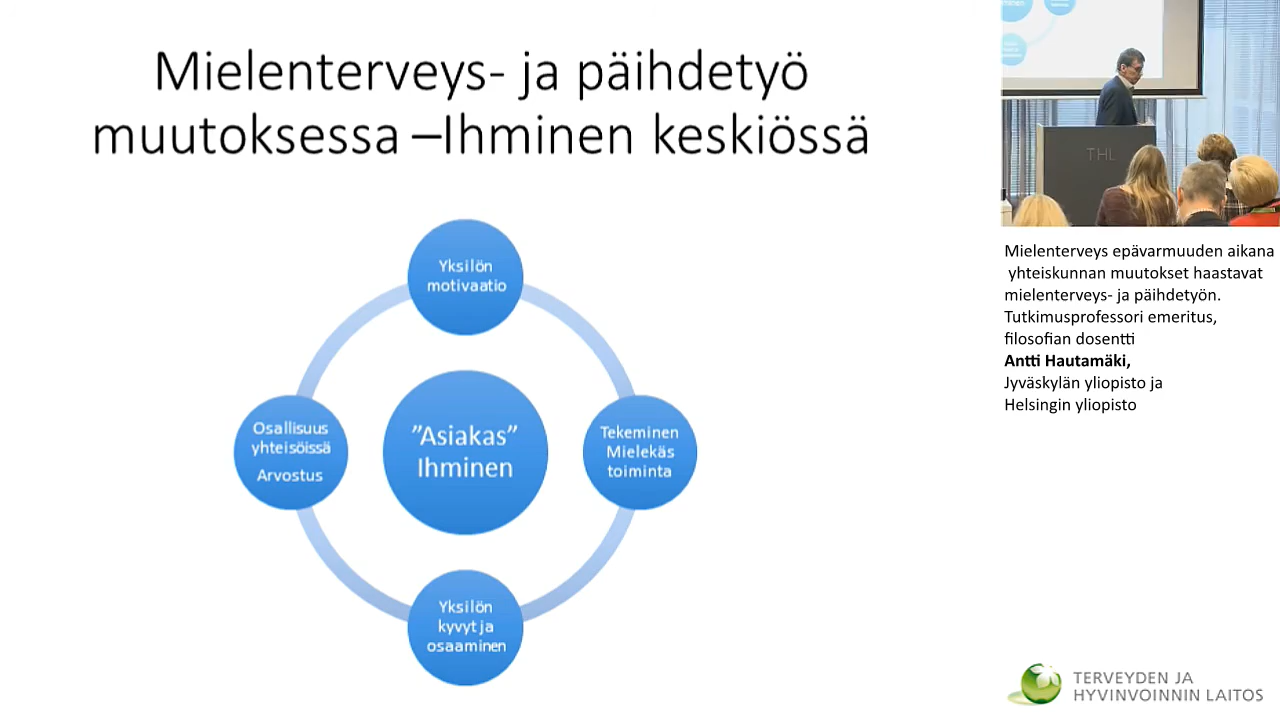 Mielenterveys- ja päihdetyö
muutoksessa –Ihminen keskiössä
Yksilön
motivaatio
Osallisuus
yhteisöissä
Arvostus
”Asiakas”
Ihminen
Tekeminen
Mielekäs
toiminta
Yksilön
kyvyt ja
osaaminen
THL
Mielenterveys epävarmuuden aikana
yhteiskunnan muutokset haastavat
mielenterveys- ja päihdetyön.
Tutkimusprofessori emeritus,
filosofian dosentti
Antti Hautamäki,
Jyväskylän yliopisto ja
Helsingin yliopisto
TERVEYDEN JA
HYVINVOINNIN LAITOS